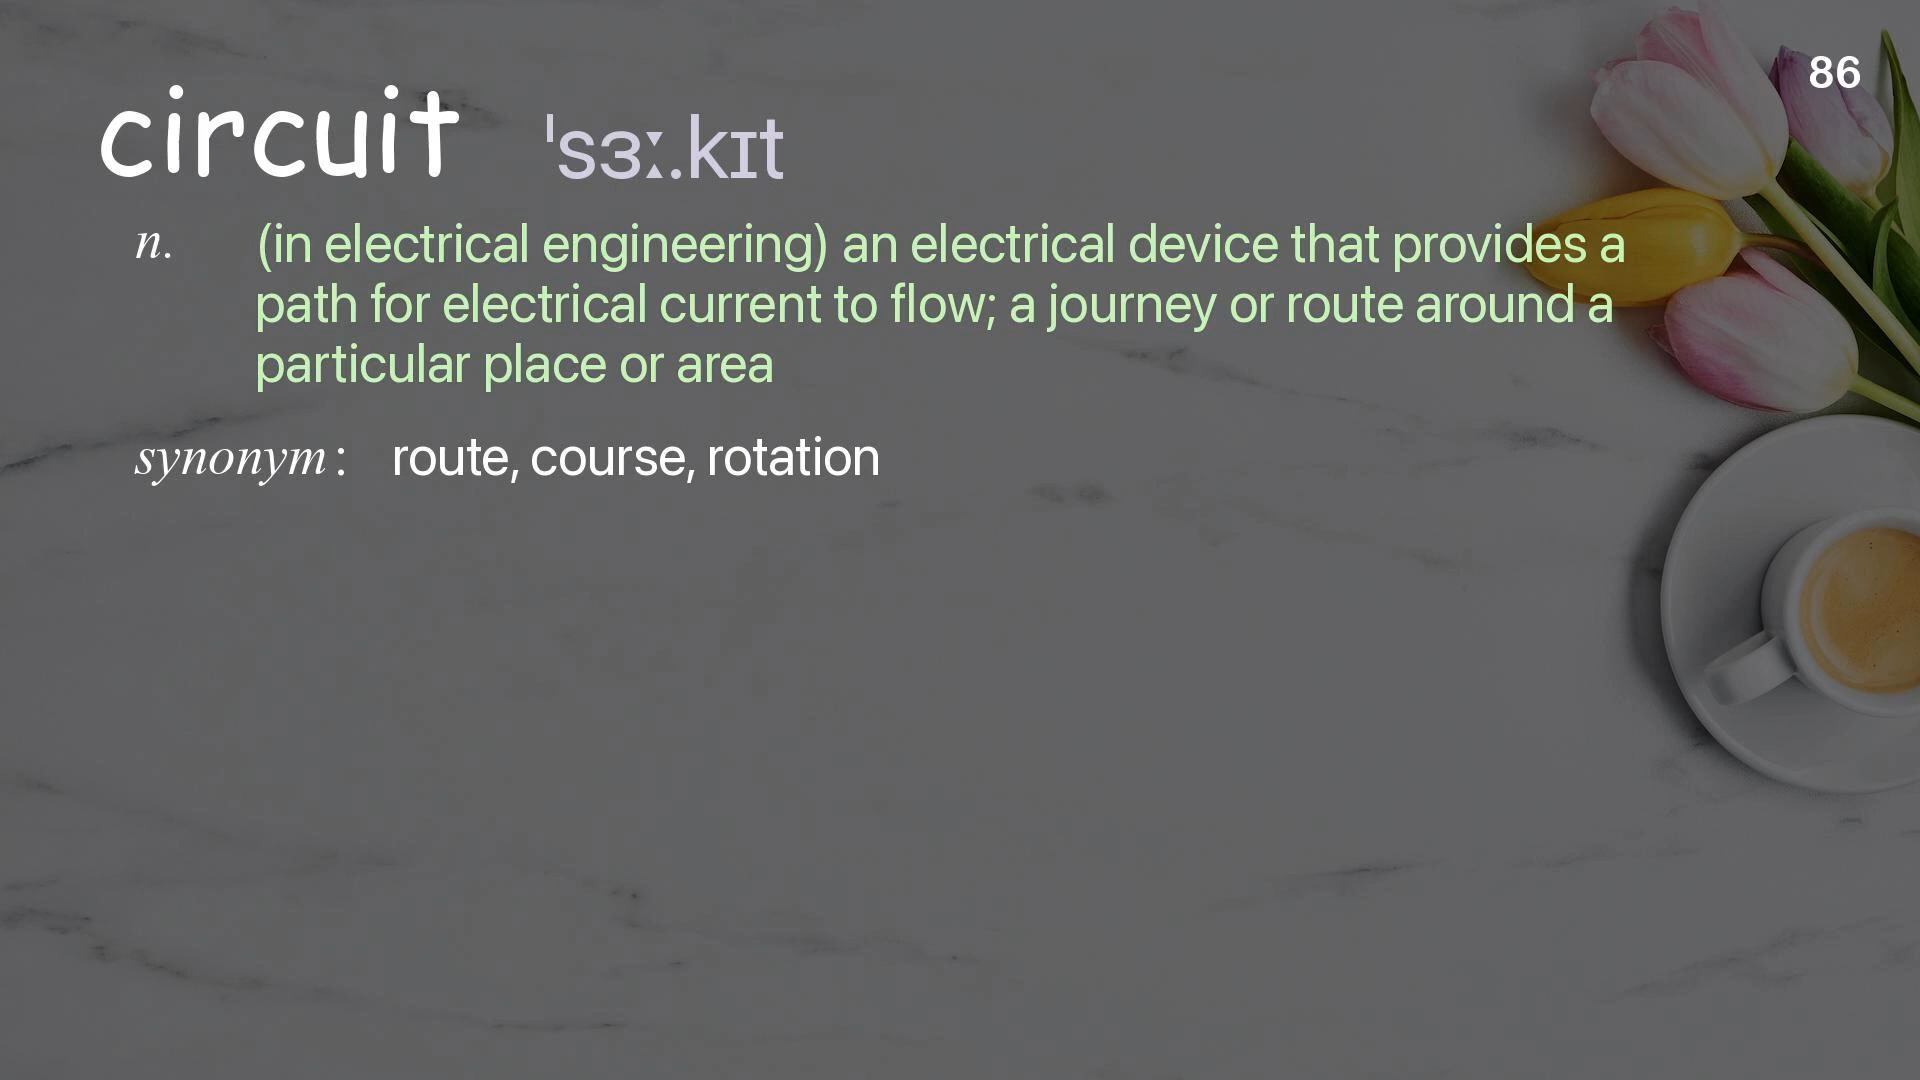 86
circuit ˈsɜː.kɪt
n. (in electrical engineering) an electrical device that provides a
path for electrical current to flow; a journey or route around a
particular place or area
synonym : route, course, rotation